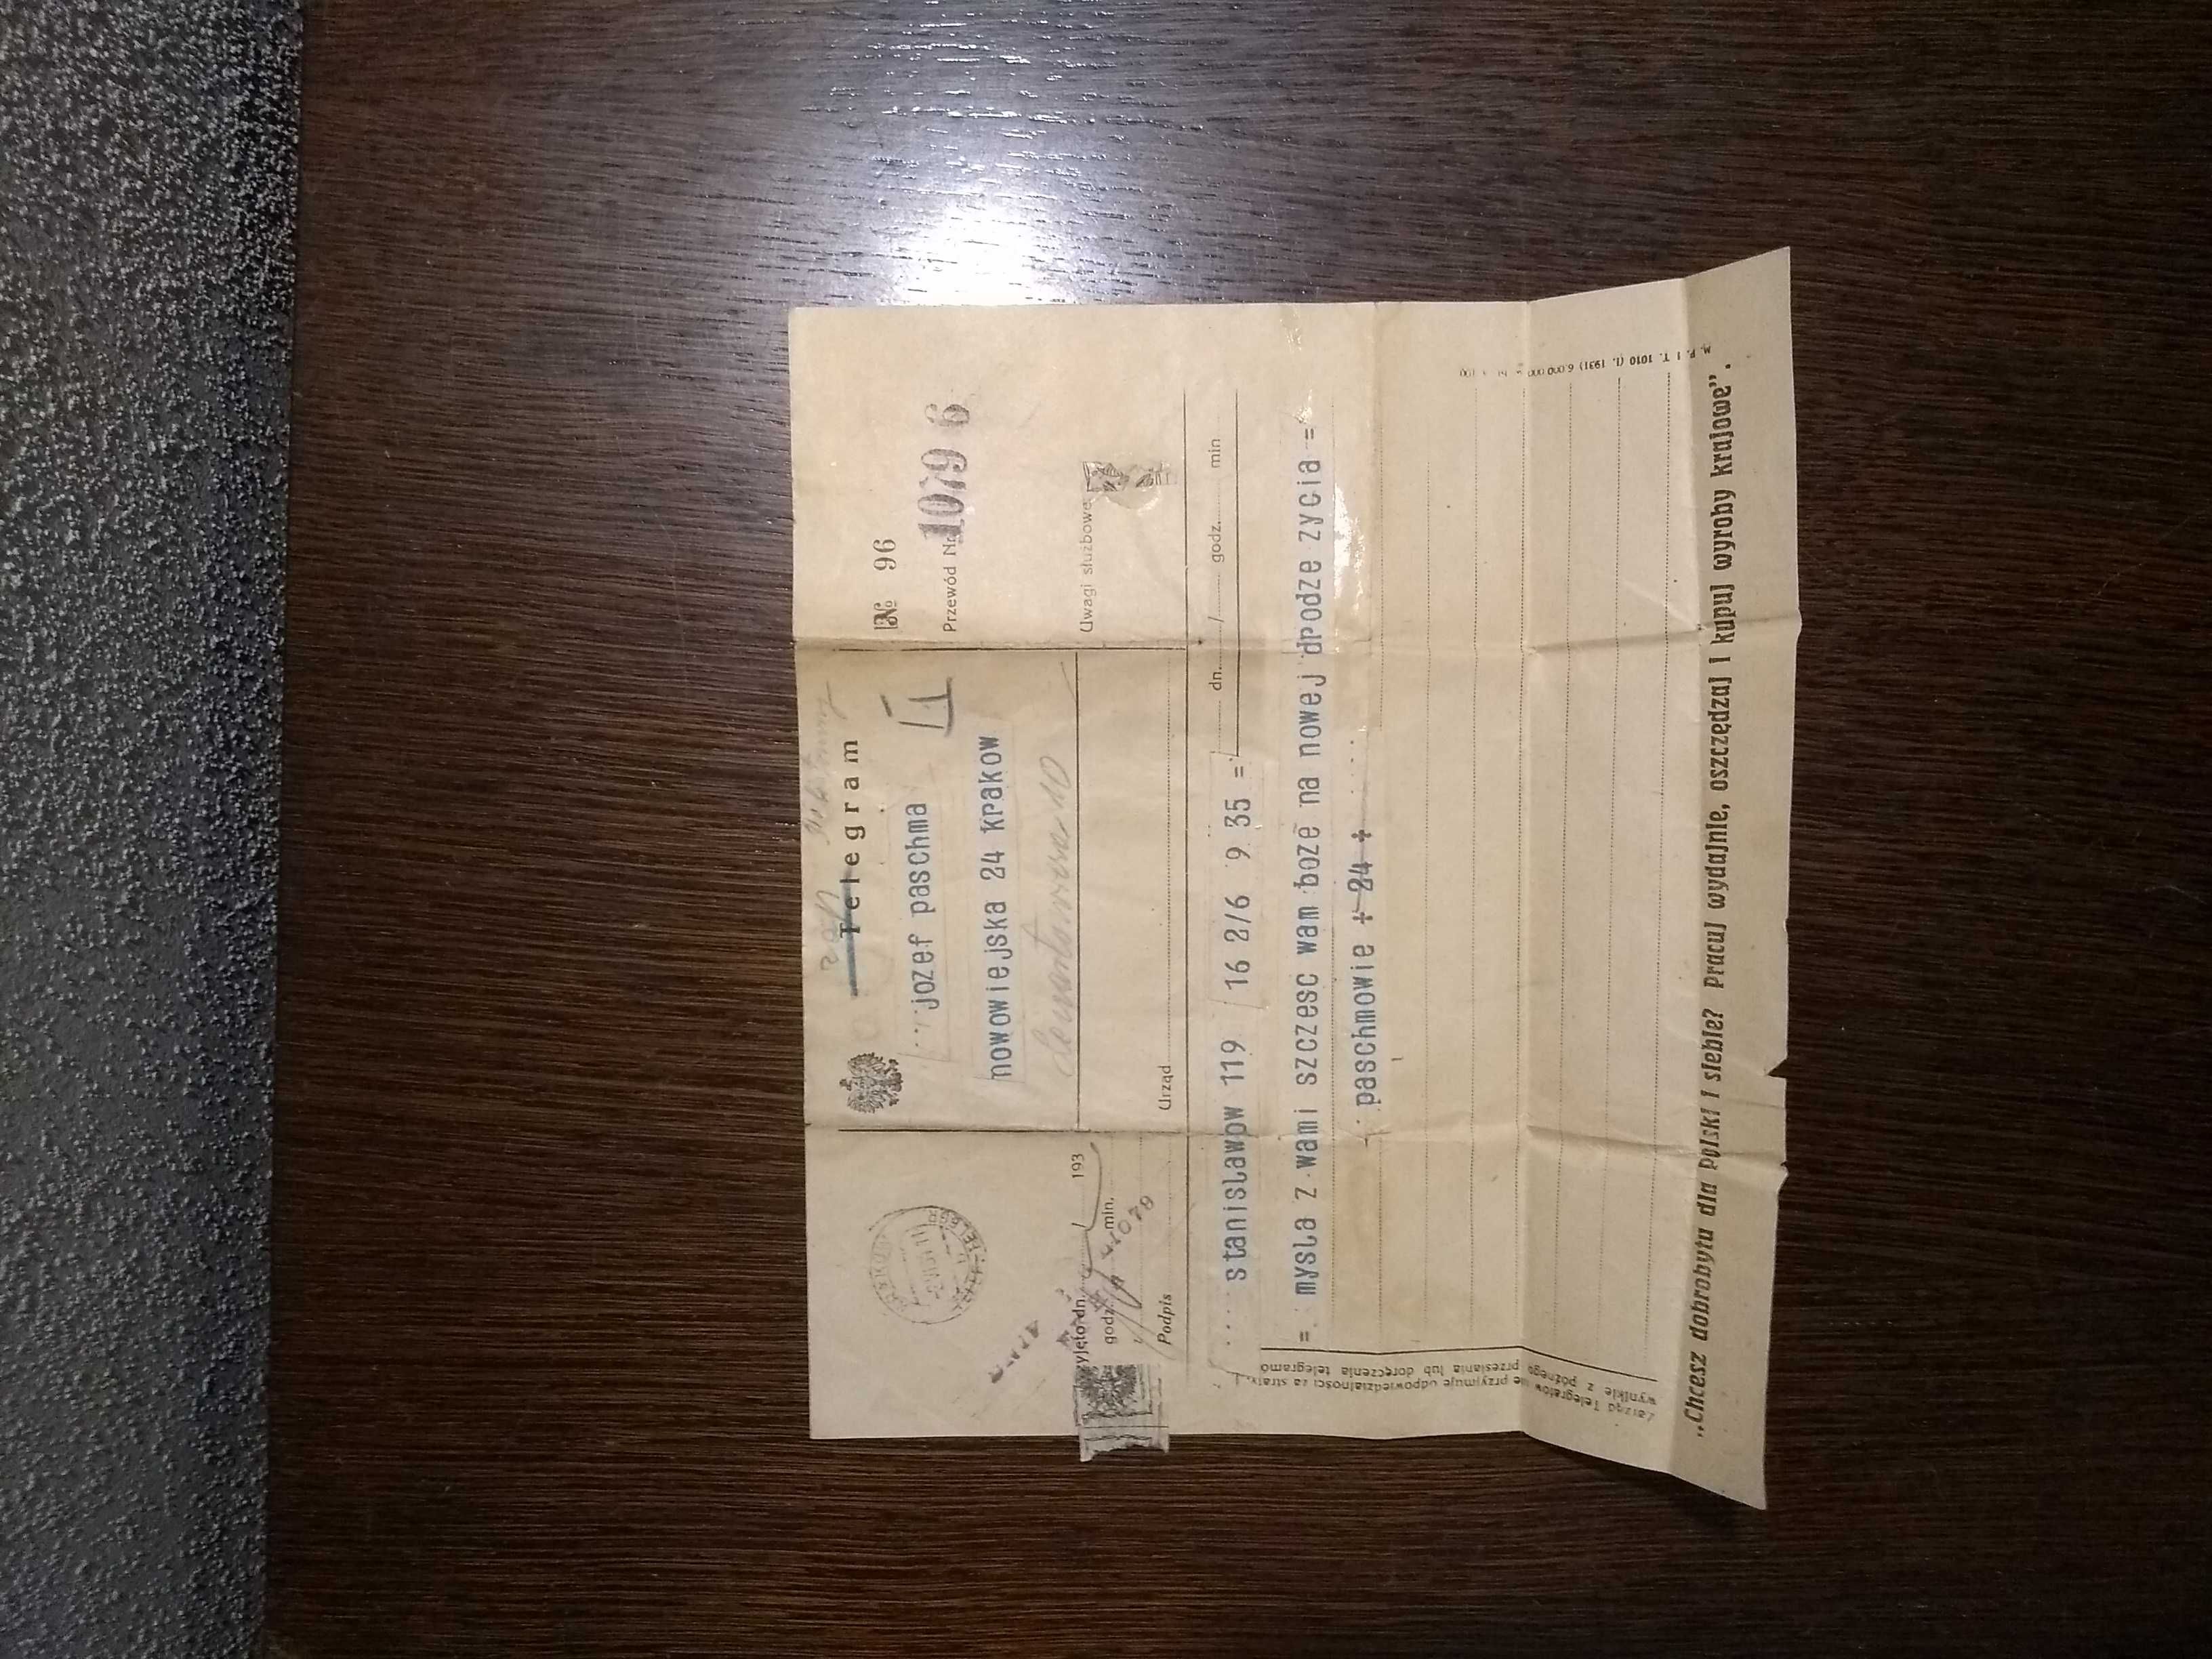 Telegram
№ 96
jozef paschma
Przewód Nr. 1079 6
nowowiejska 24 krakow
Uwagi służbowe
193
godz. min.
1079
Podpis
Urząd
stanislawow 119 16 2/6 9 35 =
dn. / godz. min
= mysla z wami szczesc wam boze na nowej drodze zycia =
paschmowie + 24 +
Zarząd Telegrafów nie przyjmuje odpowiedzialności za straty,
wynikłe z późnego przesłania lub doręczenia telegramo
M. P. i T. 1010 (I. 1931) 6.000.000
„Chcesz dobrobytu dla Polski i siebie? Pracuj wydajnie, oszczędzaj i kupuj wyroby krajowe".